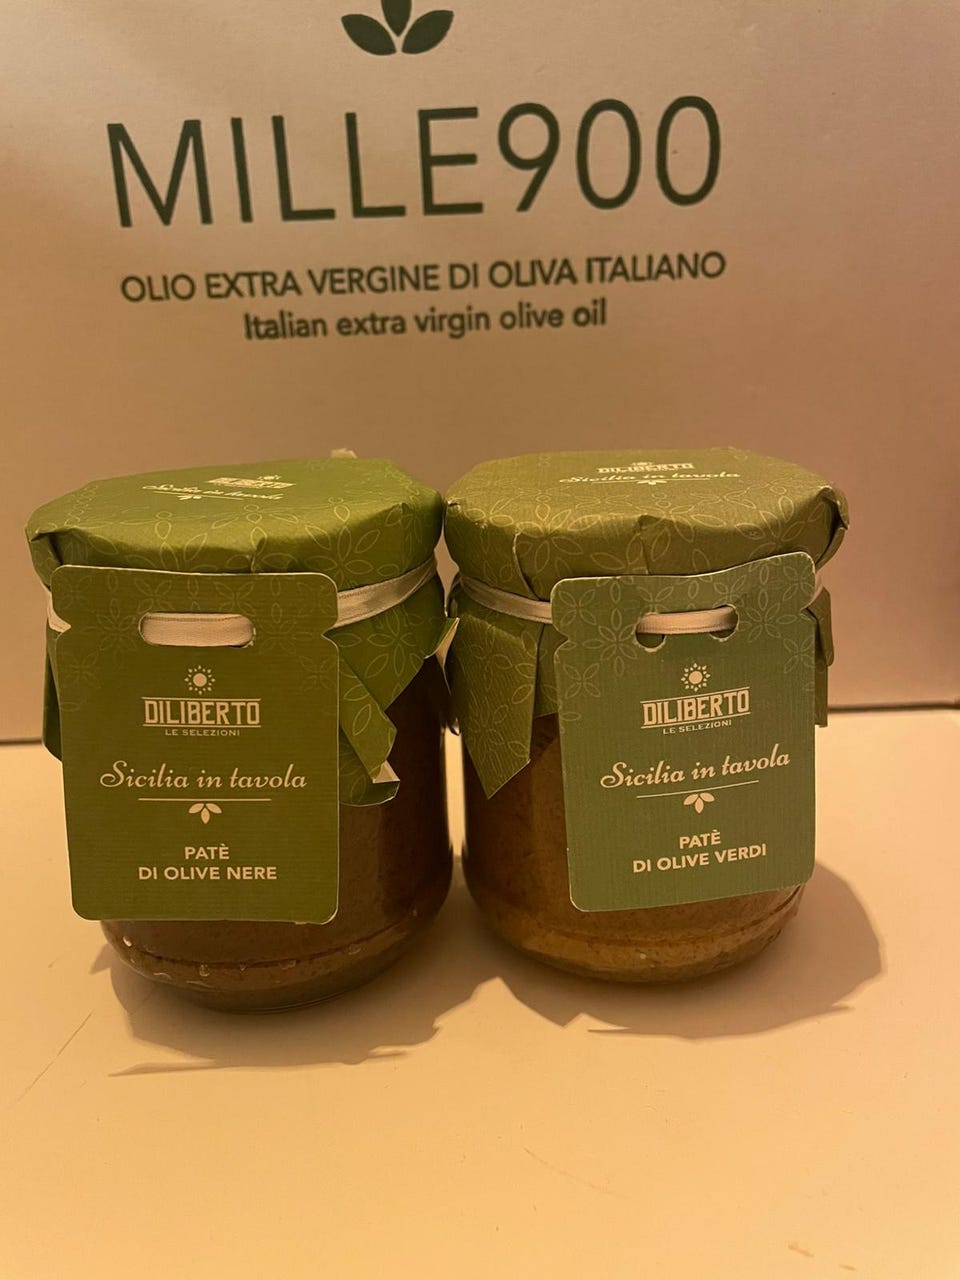 MILLE900
OLIO EXTRA VERGINE DI OLIVA ITALIANO
Italian extra virgin olive oil
DILIBERTO
Sicilia in tavola
DILIBERTO
Sicilia in tavola
DILIBERTO
LE SELEZIONI
Sicilia in tavola
PATÈ
DI OLIVE NERE
DILIBERTO
LE SELEZIONI
Sicilia in tavola
PATÈ
DI OLIVE VERDI